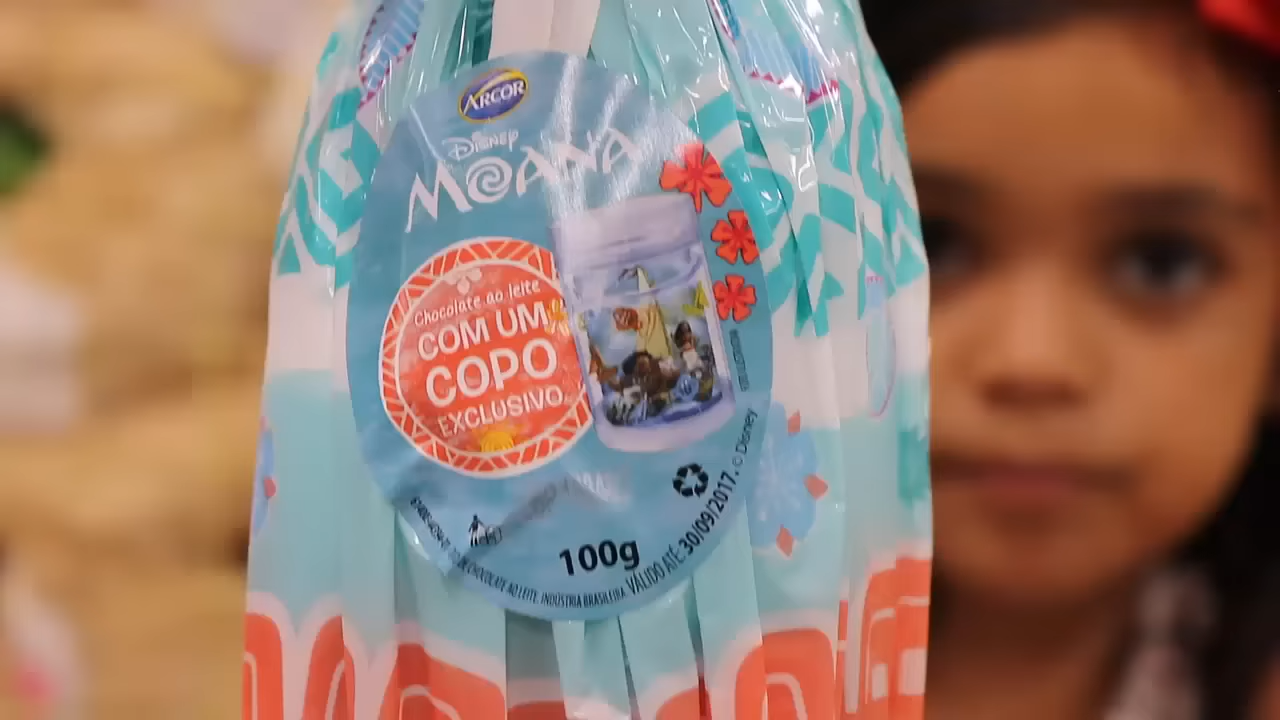 ARCOR
Disney
MOANA
Chocolate ao leite
COM UM
COPO
EXCLUSIVO
© Disney
100g
DE CHOCOLATE AO LEITE. INDÚSTRIA BRASILEIRA. VÁLIDO ATÉ: 30/09/2017.